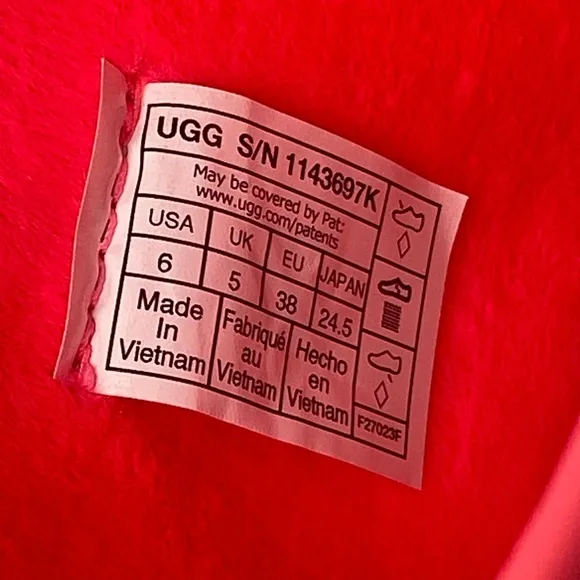 UGG S/N 1143697K
May be covered by Pat:
www.ugg.com/patents
USA UK EU JAPAN
6 5 38 24.5
Made In Vietnam
Fabriqué au Vietnam
Hecho en Vietnam
F27023F